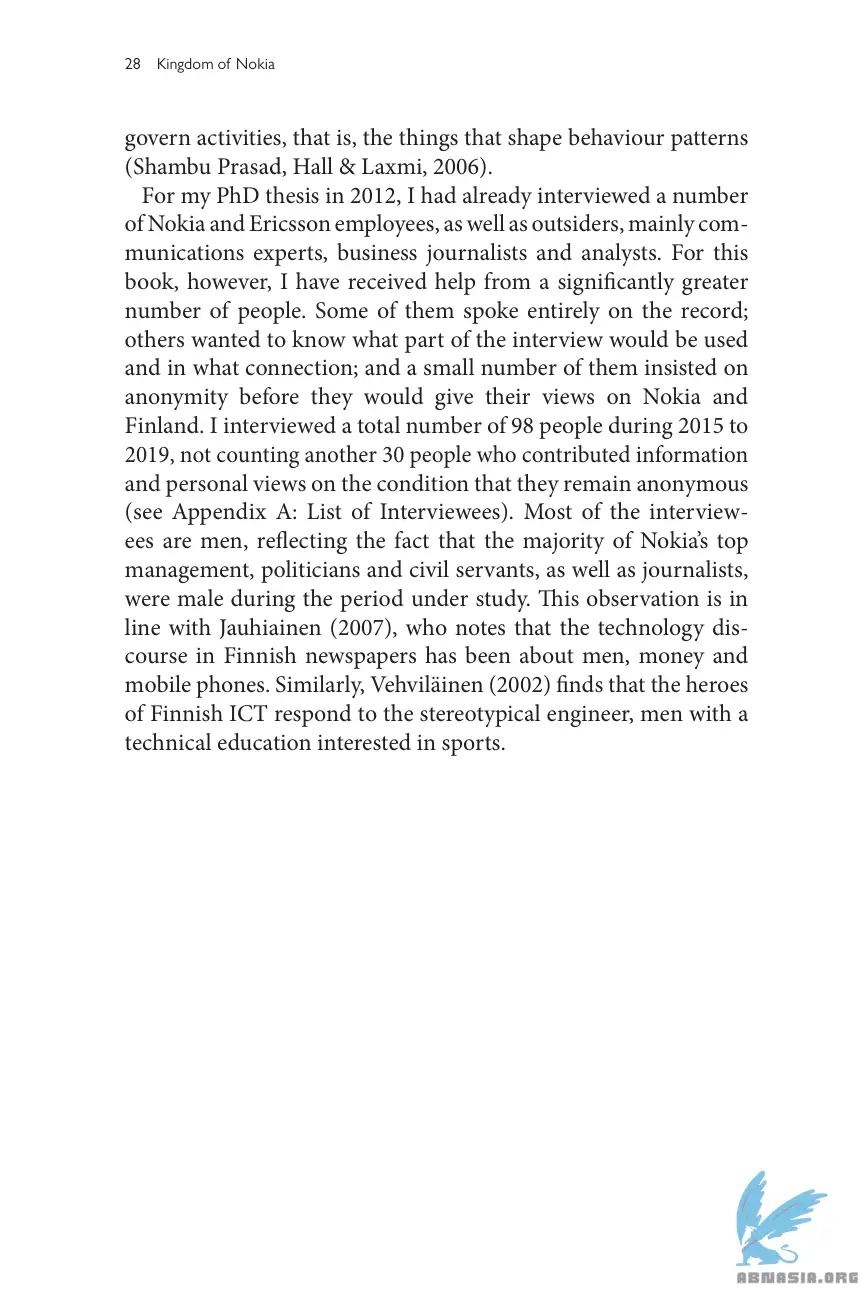 28 Kingdom of Nokia
govern activities, that is, the things that shape behaviour patterns
(Shambu Prasad, Hall & Laxmi, 2006).
For my PhD thesis in 2012, I had already interviewed a number
of Nokia and Ericsson employees, as well as outsiders, mainly com-
munications experts, business journalists and analysts. For this
book, however, I have received help from a significantly greater
number of people. Some of them spoke entirely on the record;
others wanted to know what part of the interview would be used
and in what connection; and a small number of them insisted on
anonymity before they would give their views on Nokia and
Finland. I interviewed a total number of 98 people during 2015 to
2019, not counting another 30 people who contributed information
and personal views on the condition that they remain anonymous
(see Appendix A: List of Interviewees). Most of the interview-
ees are men, reflecting the fact that the majority of Nokia’s top
management, politicians and civil servants, as well as journalists,
were male during the period under study. This observation is in
line with Jauhiainen (2007), who notes that the technology dis-
course in Finnish newspapers has been about men, money and
mobile phones. Similarly, Vehviläinen (2002) finds that the heroes
of Finnish ICT respond to the stereotypical engineer, men with a
technical education interested in sports.
ABNASIA.ORG